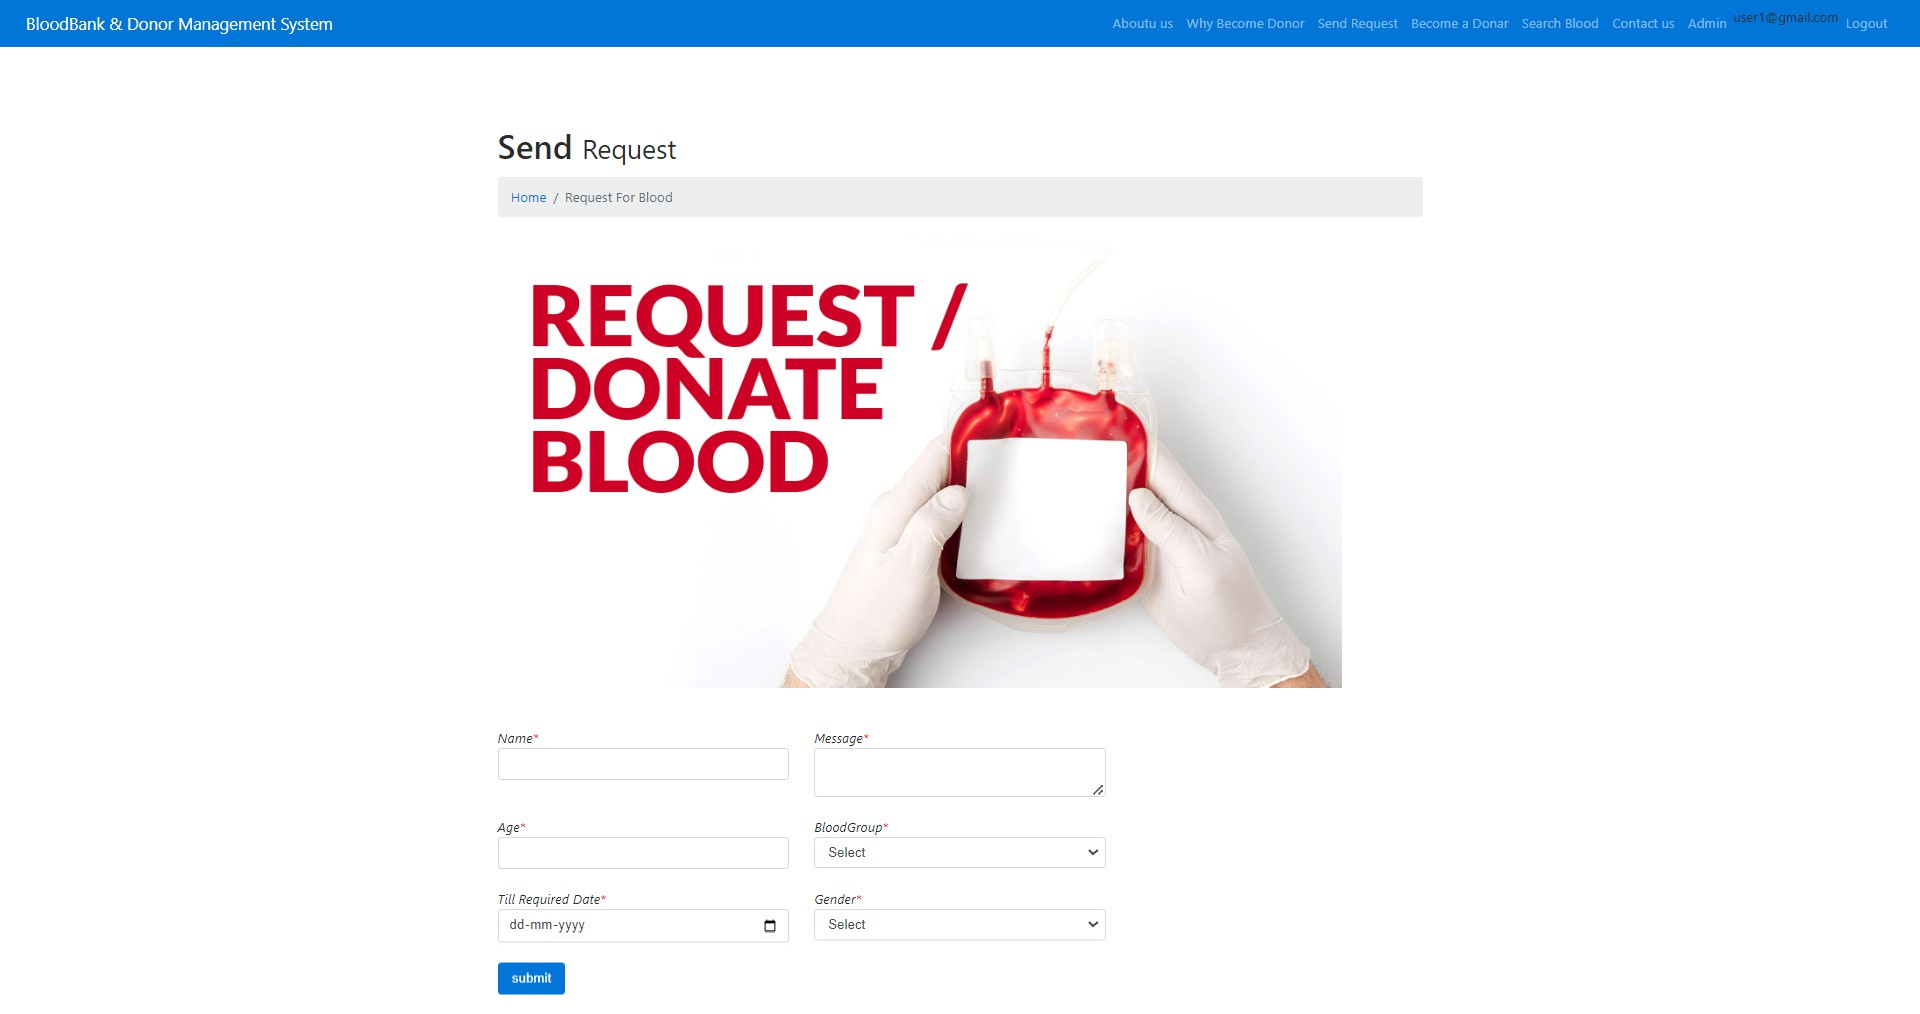 BloodBank & Donor Management System
Aboutu us Why Become Donor Send Request Become a Donar Search Blood Contact us Admin user1@gmail.com Logout
Send Request
Home / Request For Blood
REQUEST /
DONATE
BLOOD
Name* Message*
Age* BloodGroup*
Select
Till Required Date* Gender*
dd-mm-yyyy Select
submit